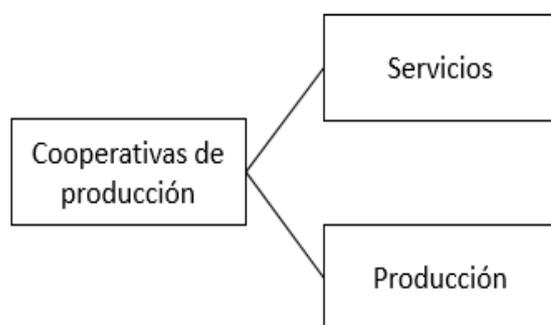 Servicios
Cooperativas de
producción
Producción